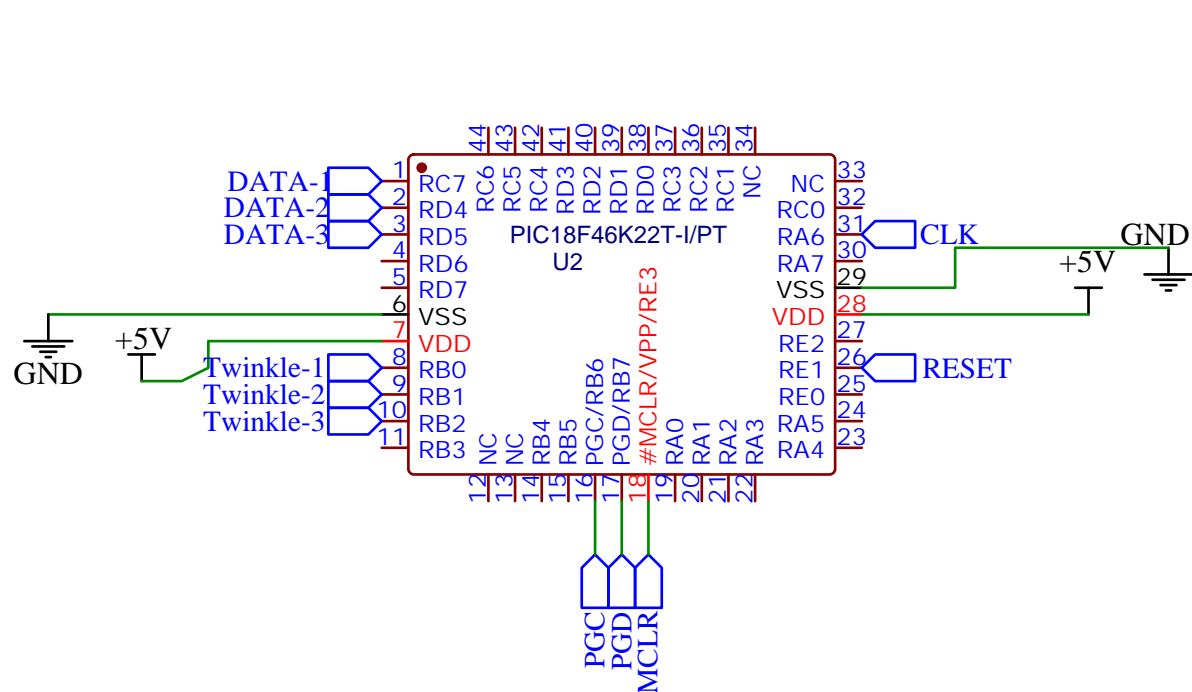 44 43 42 41 40 39 38 37 36 35 34
RC6 RC5 RC4 RD3 RD2 RD1 RD0 RC3 RC2 RC1 NC
DATA-1 1 RC7
DATA-2 2 RD4
DATA-3 3 RD5
4 RD6
5 RD7
6 VSS
GND
+5V 7 VDD
Twinkle-1 8 RB0
Twinkle-2 9 RB1
Twinkle-3 10 RB2
11 RB3
PIC18F46K22T-I/PT
U2
NC 33
RC0 32
RA6 31 CLK
RA7 30
VSS 29 GND
VDD 28 +5V
RE2 27
RE1 26 RESET
RE0 25
RA5 24
RA4 23
NC NC RB4 RB5 PGC/RB6 PGD/RB7 #MCLR/VPP/RE3 RA0 RA1 RA2 RA3
12 13 14 15 16 17 18 19 20 21 22
PGC PGD MCLR